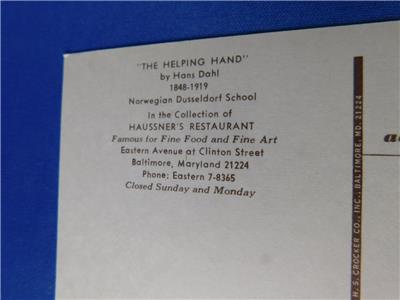 "THE HELPING HAND"
by Hans Dahl
1848-1919
Norwegian Dusseldorf School
In the Collection of
HAUSSNER'S RESTAURANT
Famous for Fine Food and Fine Art
Eastern Avenue at Clinton Street
Baltimore, Maryland 21224
Phone; Eastern 7-8365
Closed Sunday and Monday
H. S. CROCKER CO., INC., BALTIMORE, MD. 21224